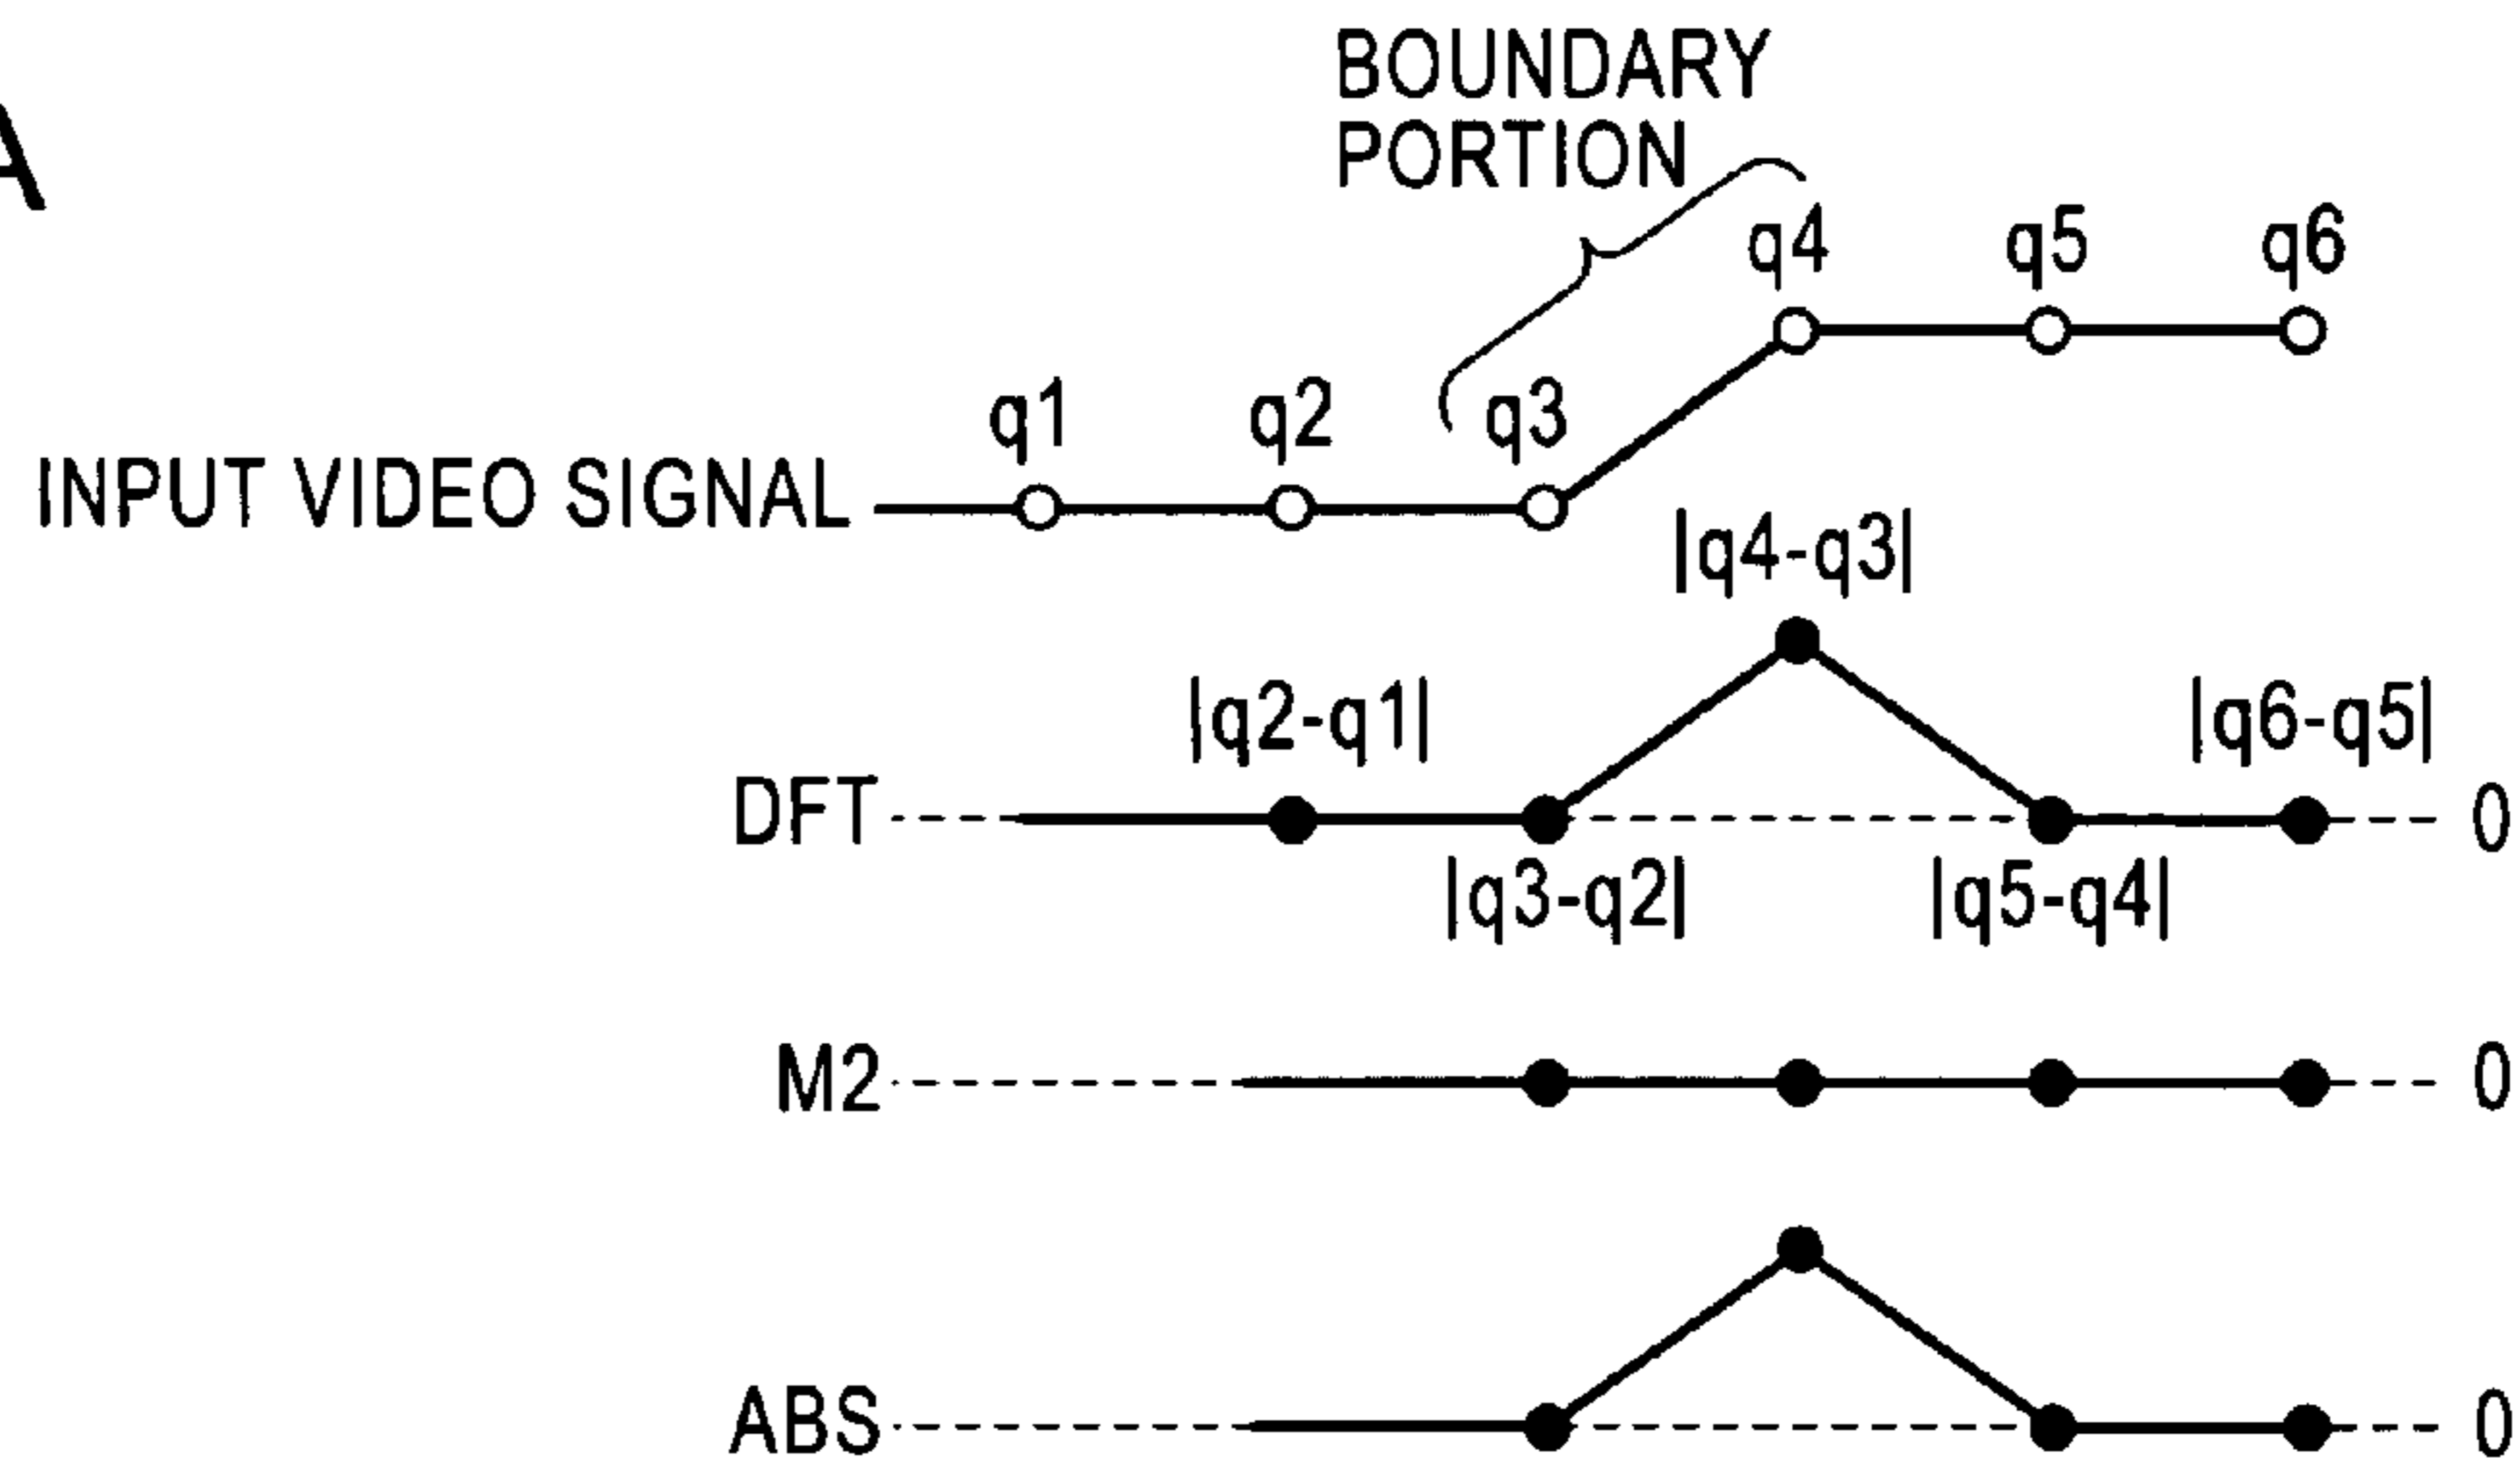 A
BOUNDARY
PORTION
q4
q5
q6
q1
q2
q3
INPUT VIDEO SIGNAL
|q4-q3|
|q2-q1|
|q6-q5|
DFT
0
|q3-q2|
|q5-q4|
M2
0
ABS
0